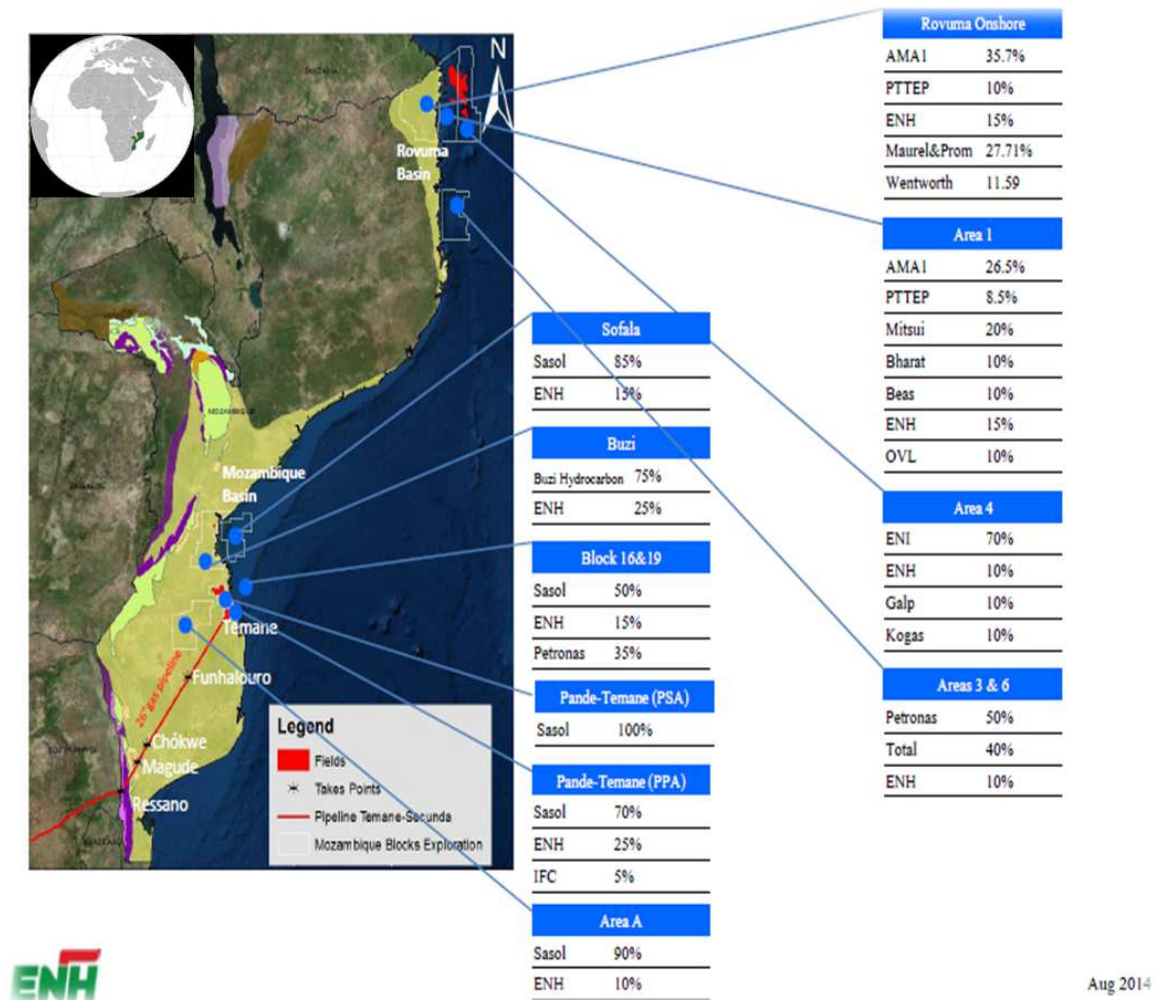 N
Rovuma
Basin
MOZAMBIQUE
Mozambique
Basin
Temane
Funhalouro
26" gas pipeline
Chókwe
Magude
Ressano
Legend
Fields
Takes Points
Pipeline Temane-Secunda
Mozambique Blocks Exploration
Sofala
Sasol 85%
ENH 15%
Buzi
Buzi Hydrocarbon 75%
ENH 25%
Block 16&19
Sasol 50%
ENH 15%
Petronas 35%
Pande-Temane (PSA)
Sasol 100%
Pande-Temane (PPA)
Sasol 70%
ENH 25%
IFC 5%
Area A
Sasol 90%
ENH 10%
Rovuma Onshore
AMA1 35.7%
PTTEP 10%
ENH 15%
Maurel&Prom 27.71%
Wentworth 11.59
Area 1
AMA1 26.5%
PTTEP 8.5%
Mitsui 20%
Bharat 10%
Beas 10%
ENH 15%
OVL 10%
Area 4
ENI 70%
ENH 10%
Galp 10%
Kogas 10%
Areas 3 & 6
Petronas 50%
Total 40%
ENH 10%
ENH
Aug 2014